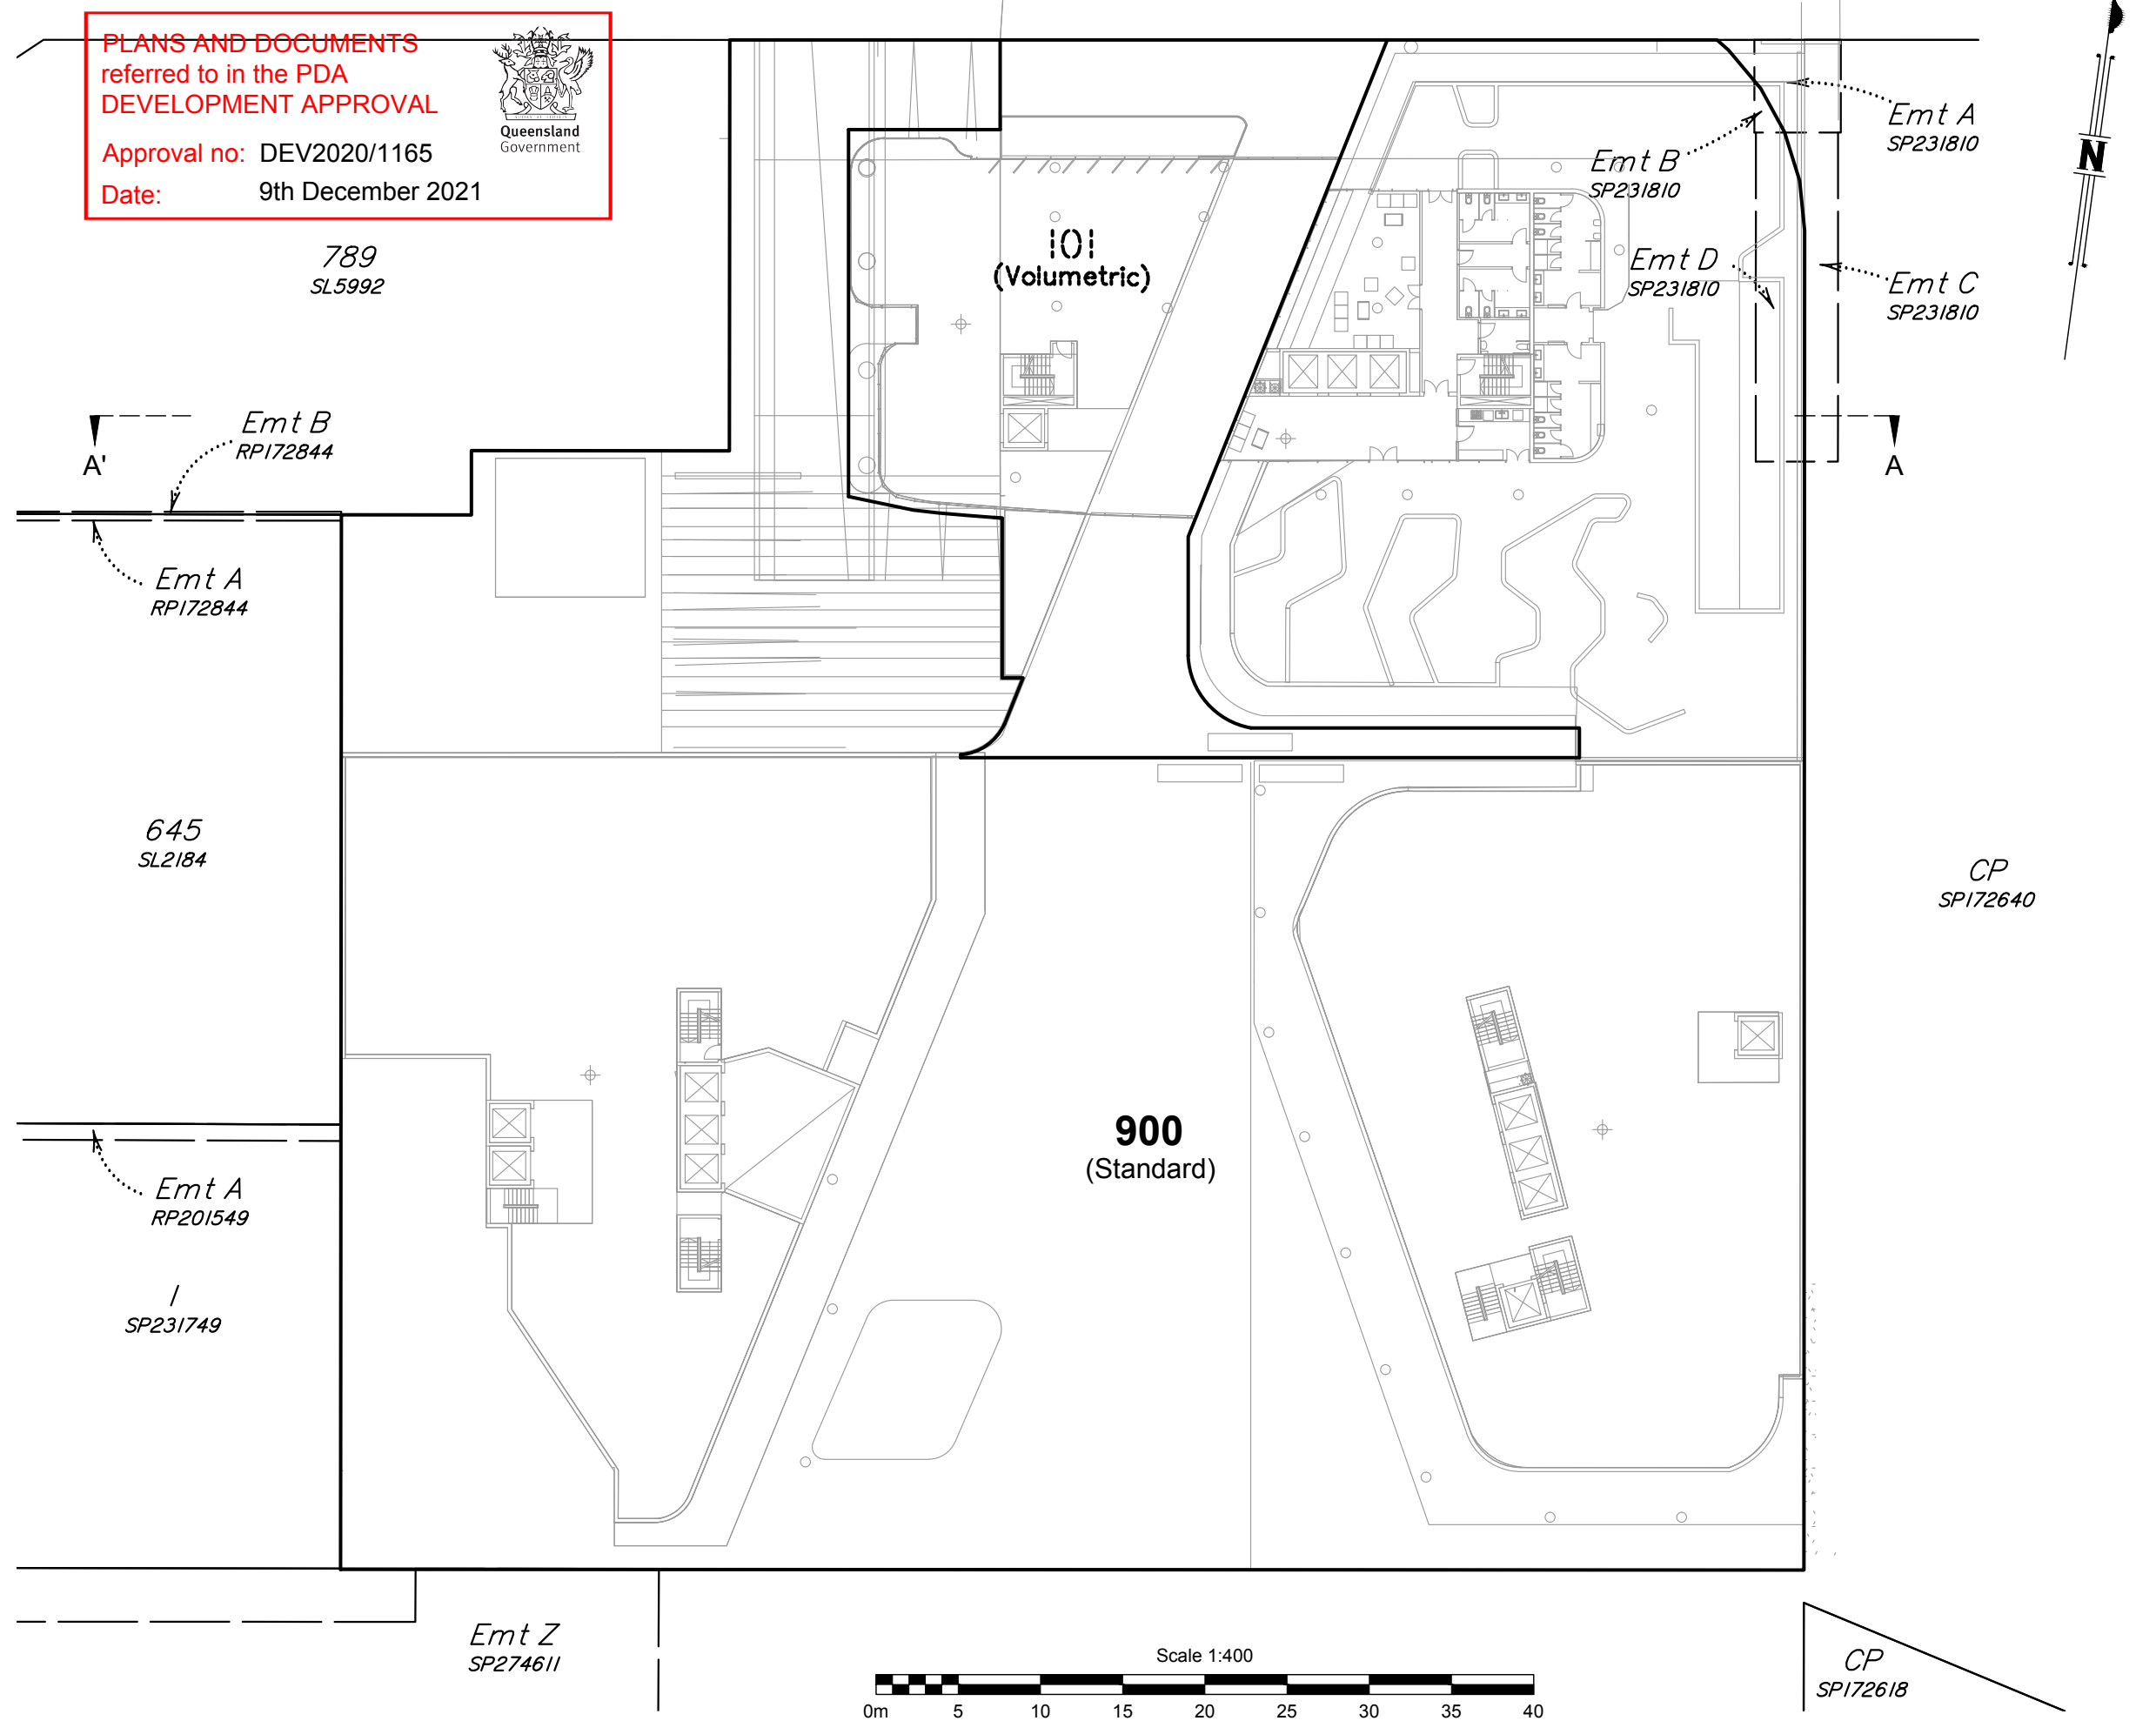 PLANS AND DOCUMENTS
referred to in the PDA
DEVELOPMENT APPROVAL
Approval no: DEV2020/1165
Date: 9th December 2021
Queensland
Government
789
SL5992
101
(Volumetric)
Emt A
SP231810
Emt B
SP231810
Emt D
SP231810
Emt C
SP231810
N
A'
Emt B
RP172844
A
Emt A
RP172844
645
SL2184
CP
SP172640
900
(Standard)
Emt A
RP201549
1
SP231749
Emt Z
SP274611
Scale 1:400
0m 5 10 15 20 25 30 35 40
CP
SP172618